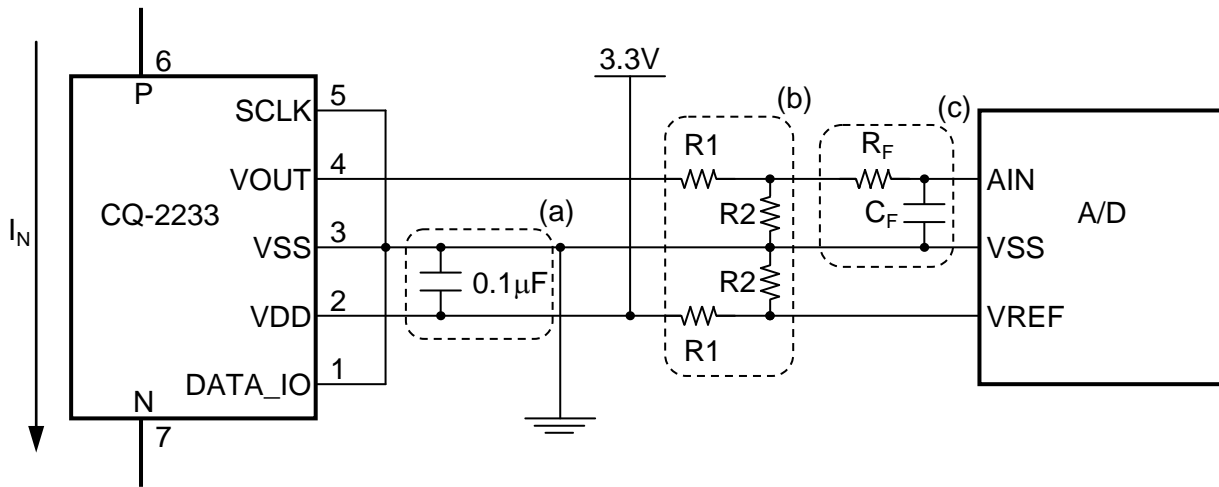 6
P
3.3V
SCLK 5
(b)
(c)
R1
RF
VOUT 4
AIN
CQ-2233
(a)
R2
CF
A/D
IN
VSS 3
VSS
0.1μF
R2
VDD 2
VREF
R1
DATA_IO 1
N
7